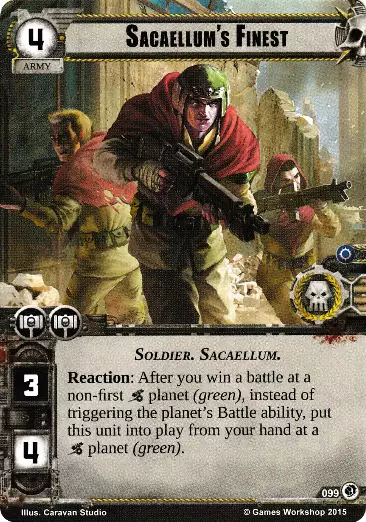 4
SACAELLUM'S FINEST
ARMY
SOLDIER. SACAELLUM.
3
Reaction: After you win a battle at a
non-first planet (green), instead of
triggering the planet's Battle ability, put
this unit into play from your hand at a
4
planet (green).
099
Illus. Caravan Studio
© Games Workshop 2015